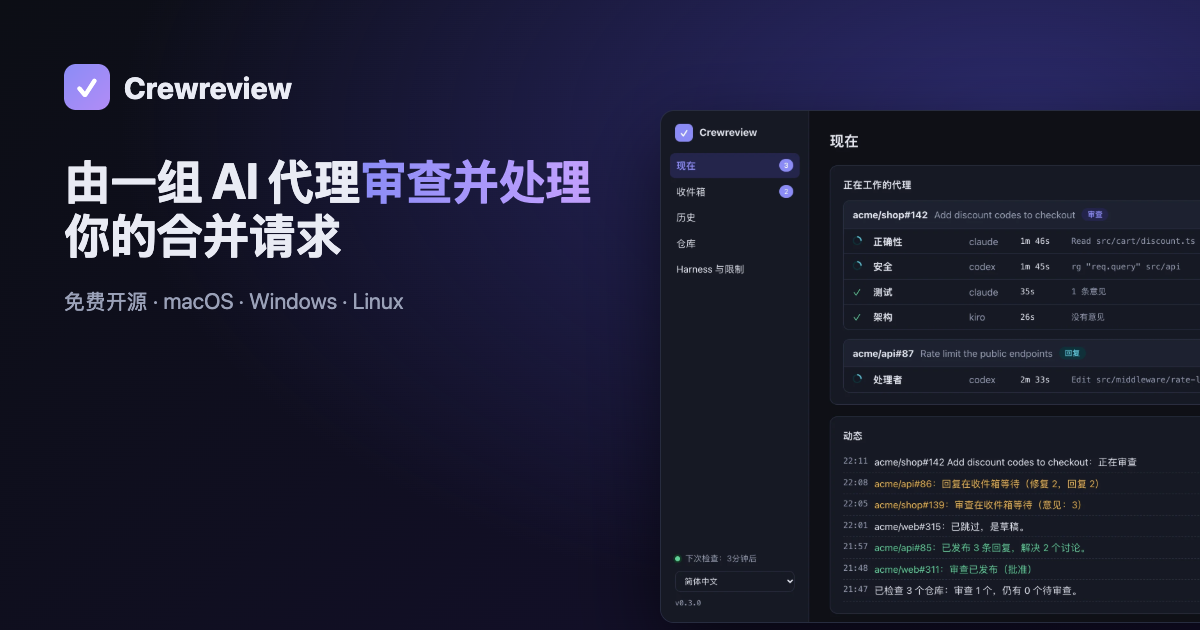 Crewreview
由一组 AI 代理审查并处理
你的合并请求
免费开源 · macOS · Windows · Linux
Crewreview
现在 3
收件箱 2
历史
仓库
Harness 与限制
下次检查：3分钟后
简体中文
v0.3.0
现在
正在工作的代理
acme/shop#142 Add discount codes to checkout 审查
正确性 claude 1m 46s Read src/cart/discount.ts
安全 codex 1m 45s rg "req.query" src/api
测试 claude 35s 1 条意见
架构 kiro 26s 没有意见
acme/api#87 Rate limit the public endpoints 回复
处理者 codex 2m 33s Edit src/middleware/rate-l
动态
22:11 acme/shop#142 Add discount codes to checkout：正在审查
22:08 acme/api#86：回复在收件箱等待（修复 2，回复 2）
22:05 acme/shop#139：审查在收件箱等待（意见：3）
22:01 acme/web#315：已跳过，是草稿。
21:57 acme/api#85：已发布 3 条回复，解决 2 个讨论。
21:48 acme/web#311：审查已发布（批准）
21:47 已检查 3 个仓库：审查 1 个，仍有 0 个待审查。